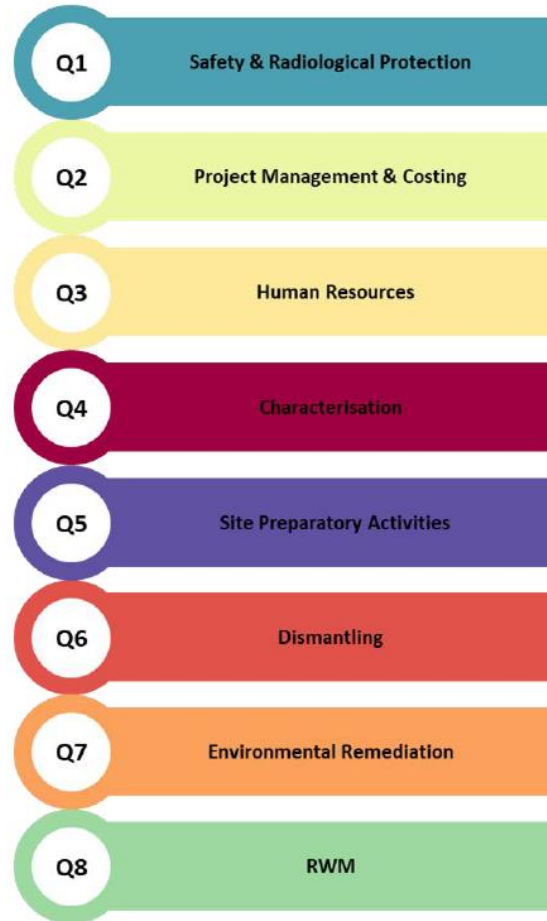 Q1 Safety & Radiological Protection
Q2 Project Management & Costing
Q3 Human Resources
Q4 Characterisation
Q5 Site Preparatory Activities
Q6 Dismantling
Q7 Environmental Remediation
Q8 RWM